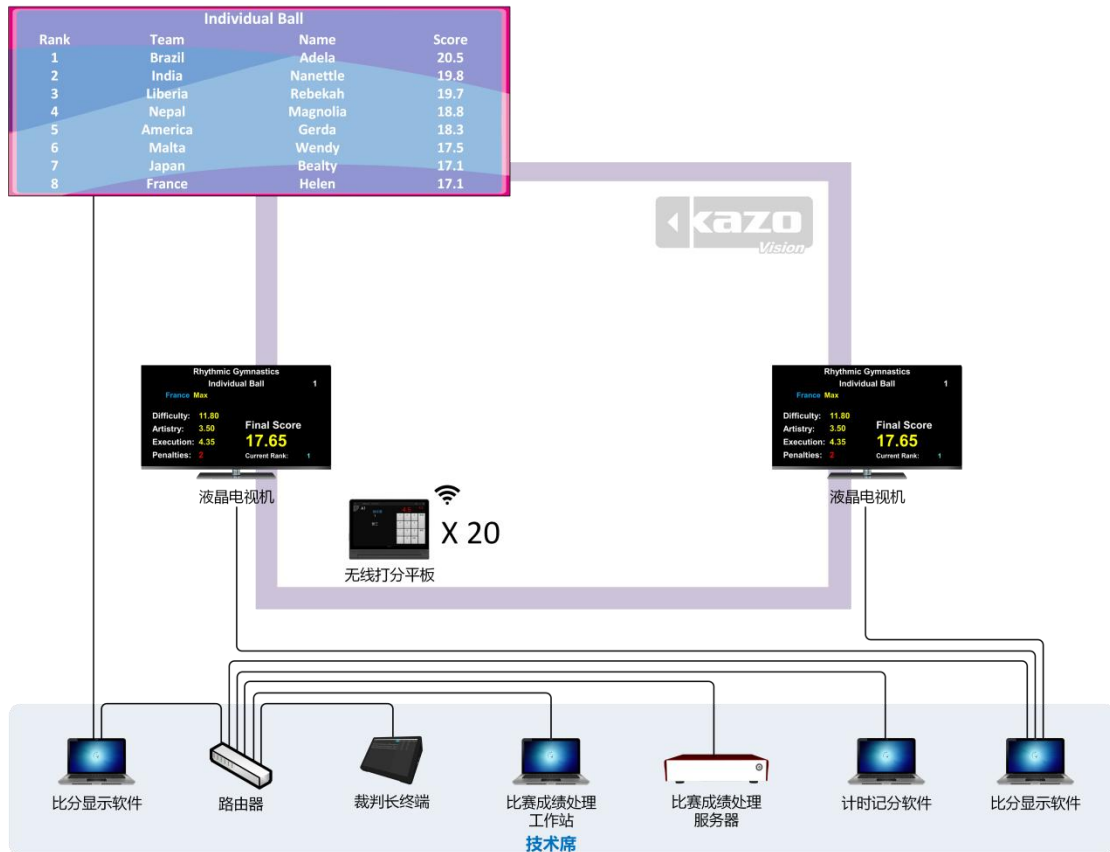 Individual Ball
Rank Team Name Score
1 Brazil Adela 20.5
2 India Nanettle 19.8
3 Liberia Rebekah 19.7
4 Nepal Magnolia 18.8
5 America Gerda 18.3
6 Malta Wendy 17.5
7 Japan Bealty 17.1
8 France Helen 17.1
kazo
Vision
Rhythmic Gymnastics
Individual Ball 1
France Max
Difficulty: 11.80
Artistry: 3.50
Execution: 4.35
Penalties: 2
Final Score
17.65
Current Rank: 1
液晶电视机
Rhythmic Gymnastics
Individual Ball 1
France Max
Difficulty: 11.80
Artistry: 3.50
Execution: 4.35
Penalties: 2
Final Score
17.65
Current Rank: 1
液晶电视机
X 20
无线打分平板
比分显示软件
路由器
裁判长终端
比赛成绩处理
工作站
比赛成绩处理
服务器
计时记分软件
比分显示软件
技术席